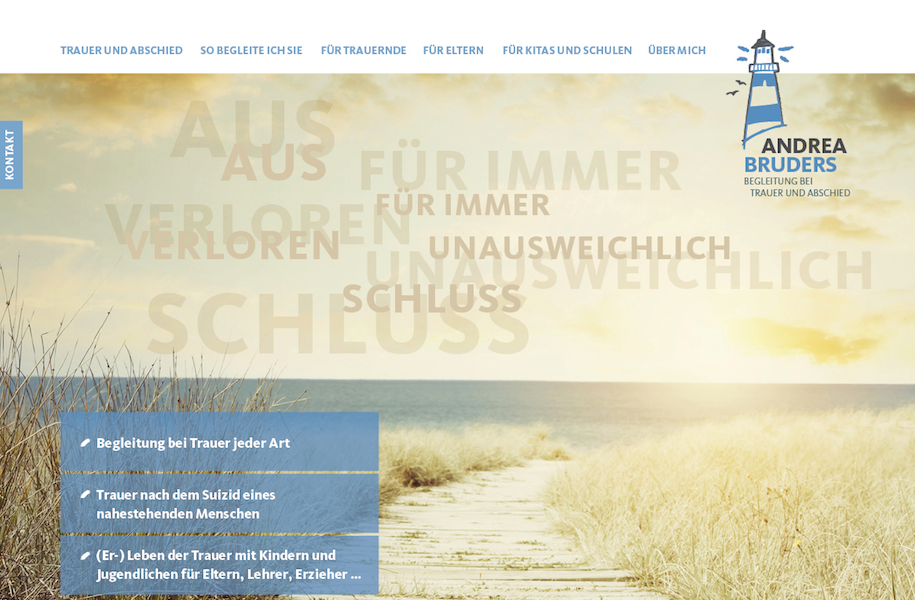 TRAUER UND ABSCHIED SO BEGLEITE ICH SIE FÜR TRAUERNDE FÜR ELTERN FÜR KITAS UND SCHULEN ÜBER MICH
KONTAKT
ANDREA
BRUDERS
BEGLEITUNG BEI
TRAUER UND ABSCHIED
AUS
AUS
FÜR IMMER
FÜR IMMER
VERLOREN
VERLOREN
UNAUSWEICHLICH
UNAUSWEICHLICH
SCHLUSS
SCHLUSS
Begleitung bei Trauer jeder Art
Trauer nach dem Suizid eines
nahestehenden Menschen
(Er-) Leben der Trauer mit Kindern und
Jugendlichen für Eltern, Lehrer, Erzieher ...